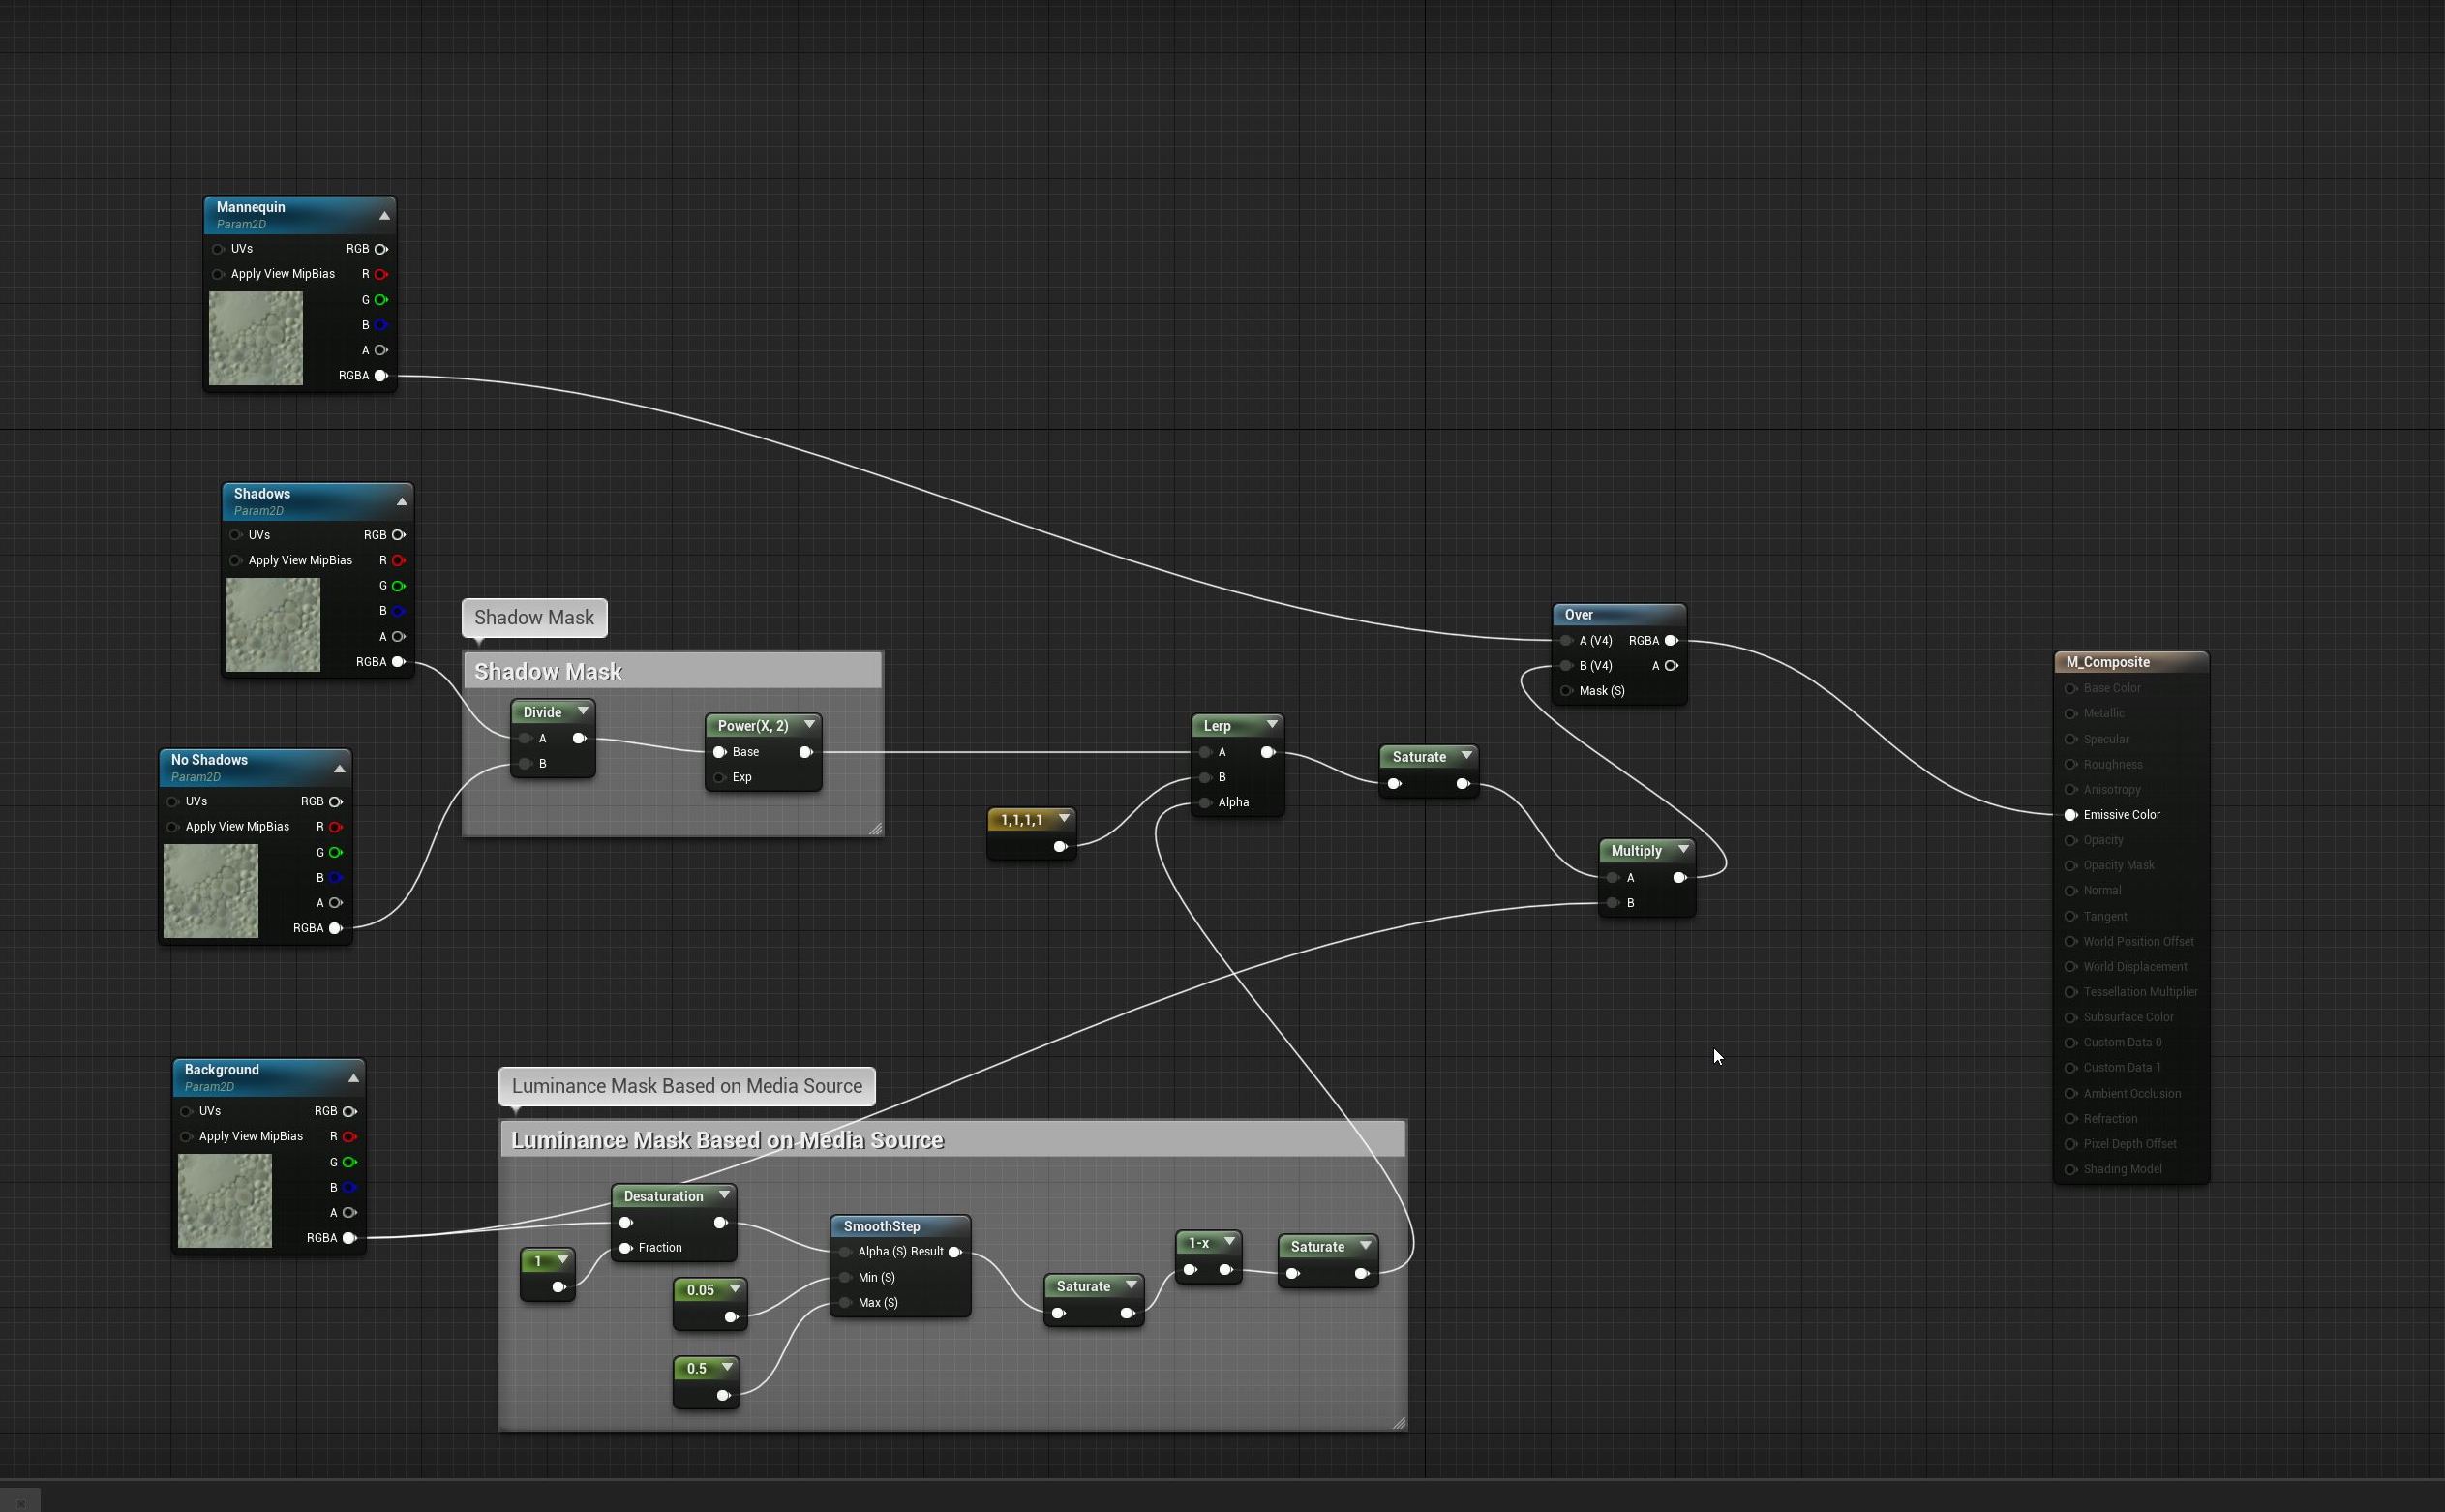 Mannequin
Param2D
UVs RGB
Apply View MipBias R
G
B
A
RGBA
Shadows
Param2D
UVs RGB
Apply View MipBias R
G
B
A
RGBA
Shadow Mask
Shadow Mask
Divide
A
B
Power(X, 2)
Base
Exp
No Shadows
Param2D
UVs RGB
Apply View MipBias R
G
B
A
RGBA
1,1,1,1
Lerp
A
B
Alpha
Saturate
Over
A (V4) RGBA
B (V4) A
Mask (S)
Multiply
A
B
M_Composite
Base Color
Metallic
Specular
Roughness
Anisotropy
Emissive Color
Opacity
Opacity Mask
Normal
Tangent
World Position Offset
World Displacement
Tessellation Multiplier
Subsurface Color
Custom Data 0
Custom Data 1
Ambient Occlusion
Refraction
Pixel Depth Offset
Shading Model
Background
Param2D
UVs RGB
Apply View MipBias R
G
B
A
RGBA
Luminance Mask Based on Media Source
Luminance Mask Based on Media Source
Desaturation
Fraction
1
0.05
0.5
SmoothStep
Alpha (S) Result
Min (S)
Max (S)
Saturate
1-x
Saturate